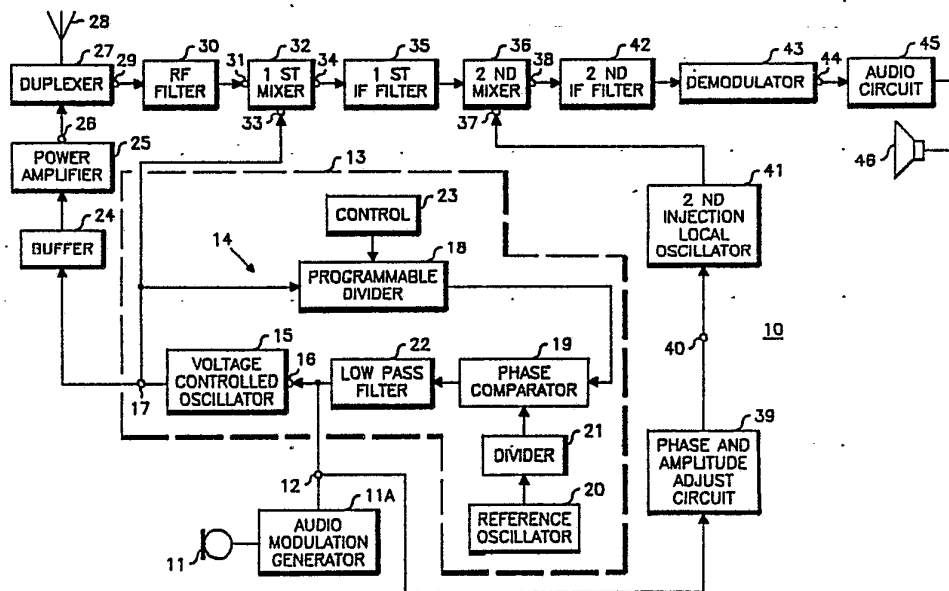 28
27
DUPLEXER
29
30
RF
FILTER
31
32
1 ST
MIXER
33
34
35
1 ST
IF FILTER
36
2 ND
MIXER
37
38
42
2 ND
IF FILTER
43
DEMODULATOR
44
45
AUDIO
CIRCUIT
46
26
25
POWER
AMPLIFIER
24
BUFFER
13
14
23
CONTROL
18
PROGRAMMABLE
DIVIDER
41
2 ND
INJECTION
LOCAL
OSCILLATOR
10
40
15
VOLTAGE
CONTROLLED
OSCILLATOR
16
17
22
LOW PASS
FILTER
19
PHASE
COMPARATOR
21
DIVIDER
20
REFERENCE
OSCILLATOR
39
PHASE AND
AMPLITUDE
ADJUST
CIRCUIT
12
11A
AUDIO
MODULATION
GENERATOR
11